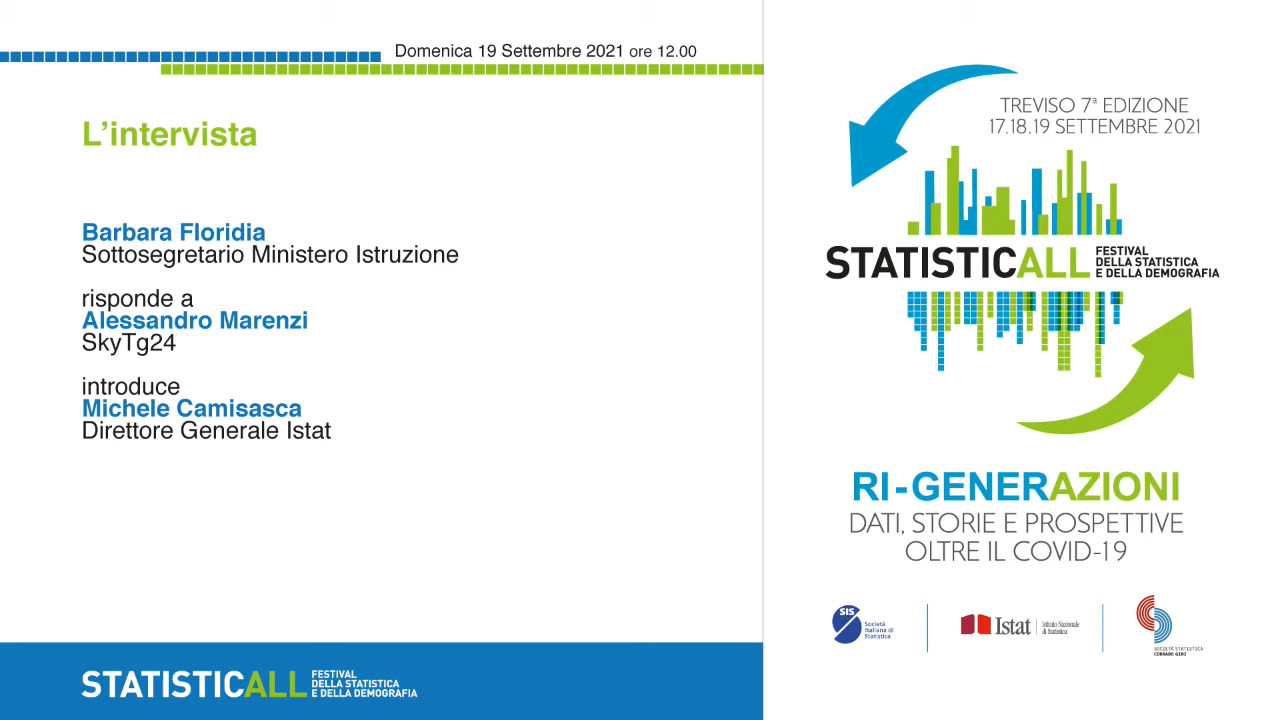 Domenica 19 Settembre 2021 ore 12.00
L'intervista
Barbara Floridia
Sottosegretario Ministero Istruzione
risponde a
Alessandro Marenzi
SkyTg24
introduce
Michele Camisasca
Direttore Generale Istat
STATISTICALL FESTIVAL
DELLA STATISTICA
E DELLA DEMOGRAFIA
TREVISO 7ª EDIZIONE
17.18.19 SETTEMBRE 2021
STATISTICALL FESTIVAL
DELLA STATISTICA
E DELLA DEMOGRAFIA
RI-GENERAZIONI
DATI, STORIE E PROSPETTIVE
OLTRE IL COVID-19
SIS
Società
Italiana di
Statistica
Istat Istituto Nazionale
di Statistica
SOCIETÀ STATISTICA
CORRADO GINI